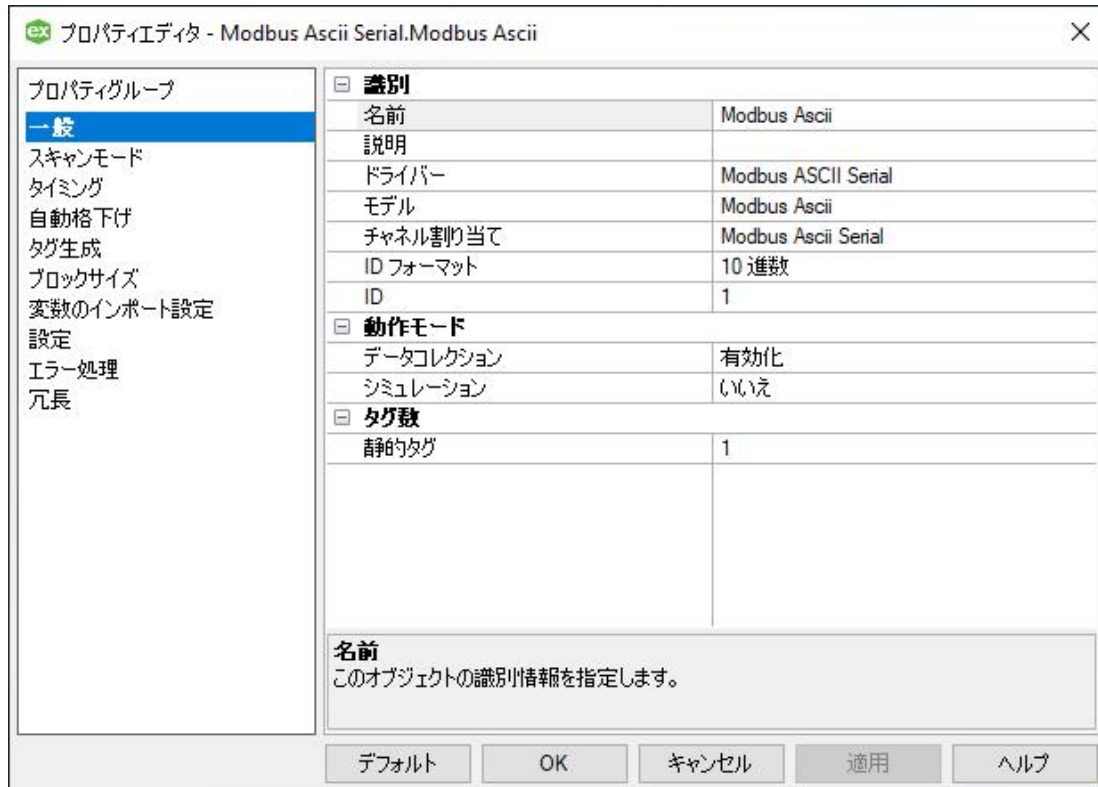 ex プロパティエディタ - Modbus Ascii Serial.Modbus Ascii
プロパティグループ
一般
スキャンモード
タイミング
自動格下げ
タグ生成
ブロックサイズ
変数のインポート設定
設定
エラー処理
冗長
識別
名前 Modbus Ascii
説明
ドライバー Modbus ASCII Serial
モデル Modbus Ascii
チャネル割り当て Modbus Ascii Serial
ID フォーマット 10 進数
ID 1
動作モード
データコレクション 有効化
シミュレーション いいえ
タグ数
静的タグ 1
名前
このオブジェクトの識別情報を指定します。
デフォルト OK キャンセル 適用 ヘルプ